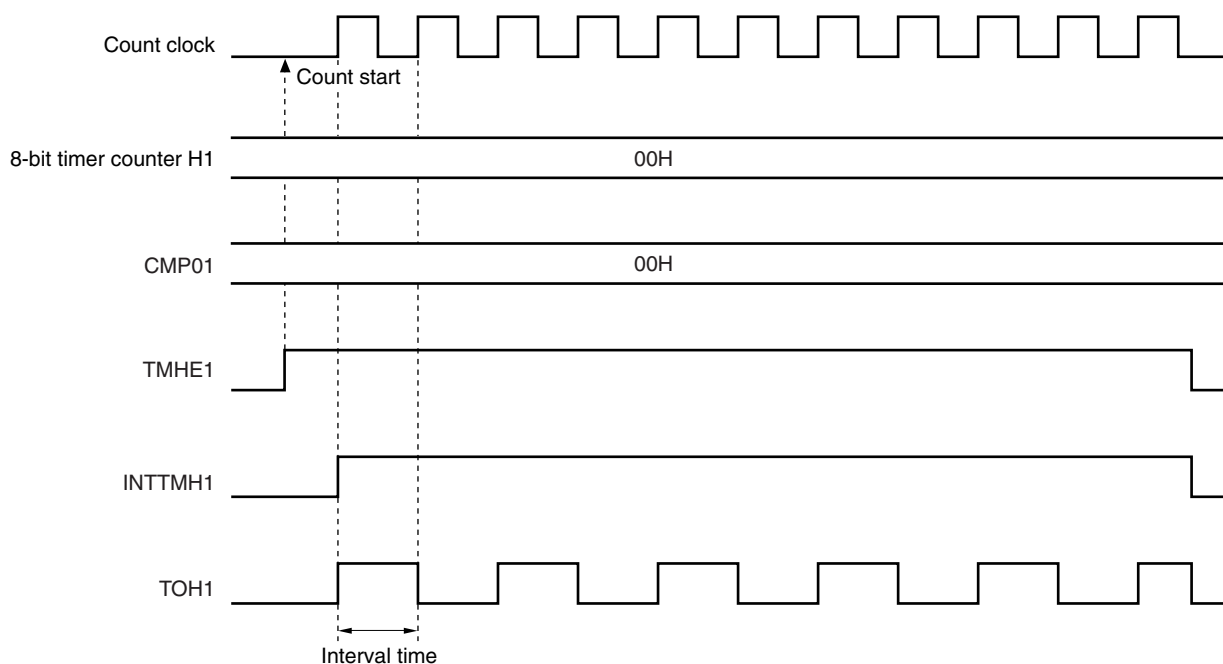 Count clock
Count start
8-bit timer counter H1
00H
CMP01
00H
TMHE1
INTTMH1
TOH1
Interval time